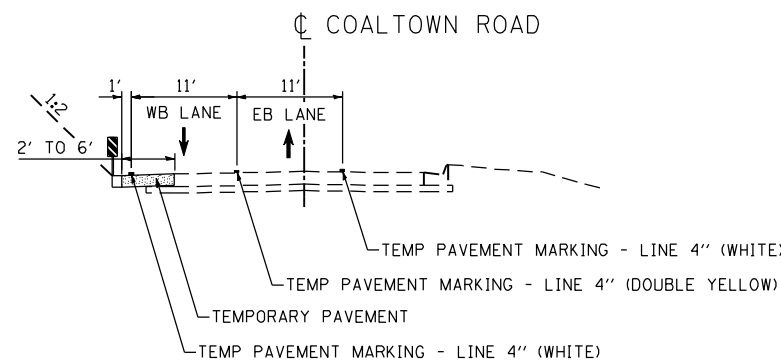 ℄ COALTOWN ROAD
1' 11' 11'
WB LANE EB LANE
1:2
2' TO 6'
TEMP PAVEMENT MARKING - LINE 4" (WHITE)
TEMP PAVEMENT MARKING - LINE 4" (DOUBLE YELLOW)
TEMPORARY PAVEMENT
TEMP PAVEMENT MARKING - LINE 4" (WHITE)